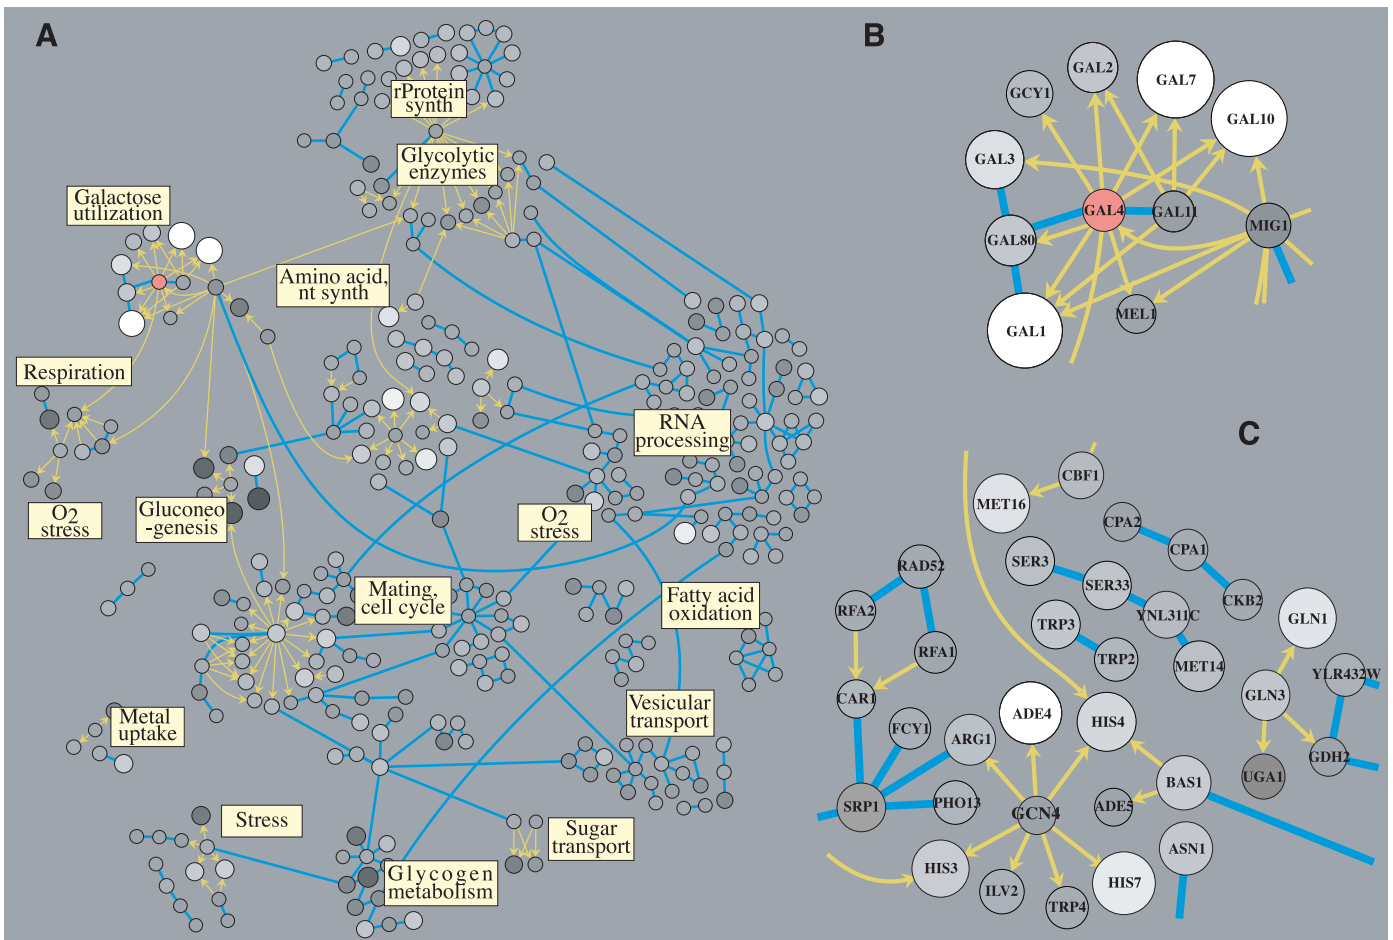 A
rProtein
synth
Glycolytic
enzymes
Galactose
utilization
Amino acid,
nt synth
Respiration
RNA
processing
O2
stress
Gluconeo
-genesis
O2
stress
Mating,
cell cycle
Fatty acid
oxidation
Metal
uptake
Vesicular
transport
Stress
Sugar
transport
Glycogen
metabolism
B
GAL2
GAL7
GCY1
GAL10
GAL3
GAL4
GAL11
MIG1
GAL80
MEL1
GAL1
C
CBF1
MET16
CPA2
CPA1
SER3
RAD52
SER33
CKB2
RFA2
YNL311C
GLN1
TRP3
RFA1
TRP2
MET14
YLR432W
CAR1
GLN3
ADE4
HIS4
FCY1
ARG1
GDH2
UGA1
BAS1
SRP1
PHO13
ADE5
GCN4
ASN1
HIS3
HIS7
ILV2
TRP4